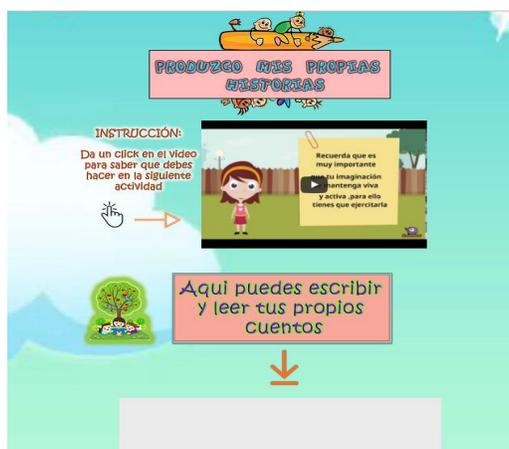 PRODUZCO MIS PROPIAS
HISTORIAS
INSTRUCCIÓN:
Da un click en el video
para saber que debes
hacer en la siguiente
actividad
Recuerda que es
muy importante
que tu imaginación
mantenga viva
y activa ,para ello
tienes que ejercitarla
Aqui puedes escribir
y leer tus propios
cuentos